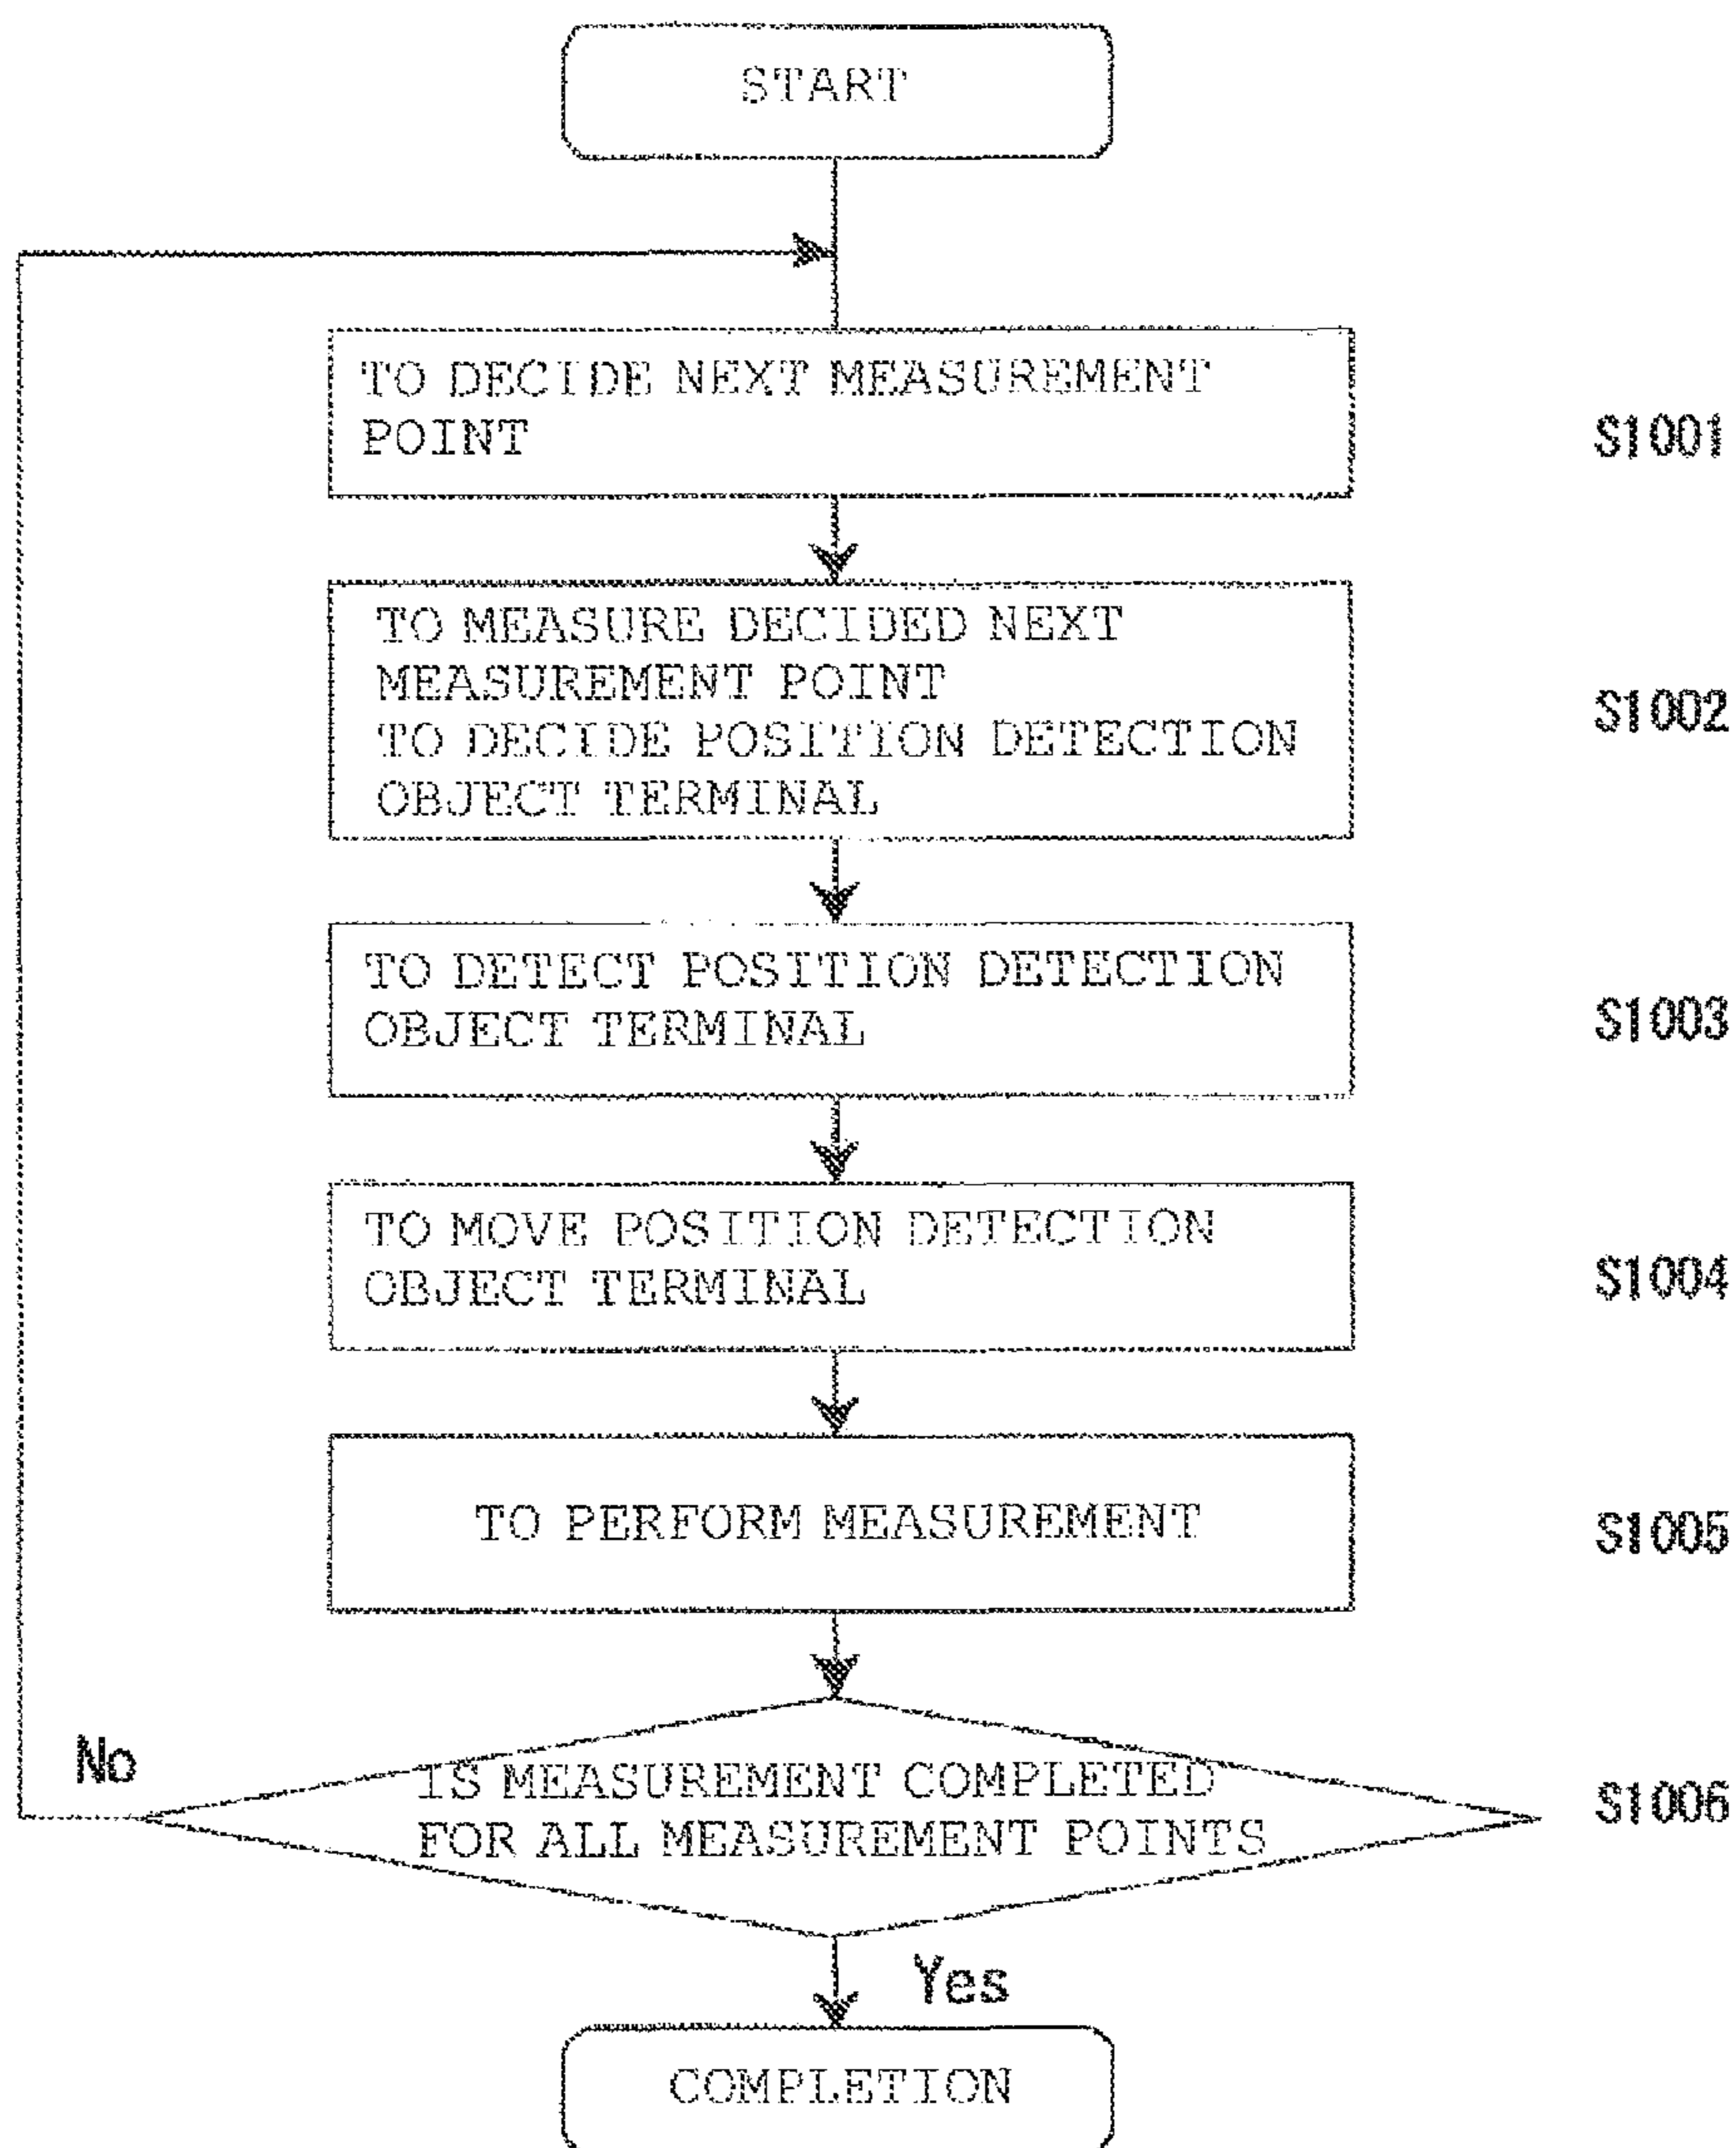 START
TO DECIDE NEXT MEASUREMENT
POINT
S1001
TO MEASURE DECIDED NEXT
MEASUREMENT POINT
TO DECIDE POSITION DETECTION
OBJECT TERMINAL
S1002
TO DETECT POSITION DETECTION
OBJECT TERMINAL
S1003
TO MOVE POSITION DETECTION
OBJECT TERMINAL
S1004
TO PERFORM MEASUREMENT
S1005
No
IS MEASUREMENT COMPLETED
FOR ALL MEASUREMENT POINTS
S1006
Yes
COMPLETION